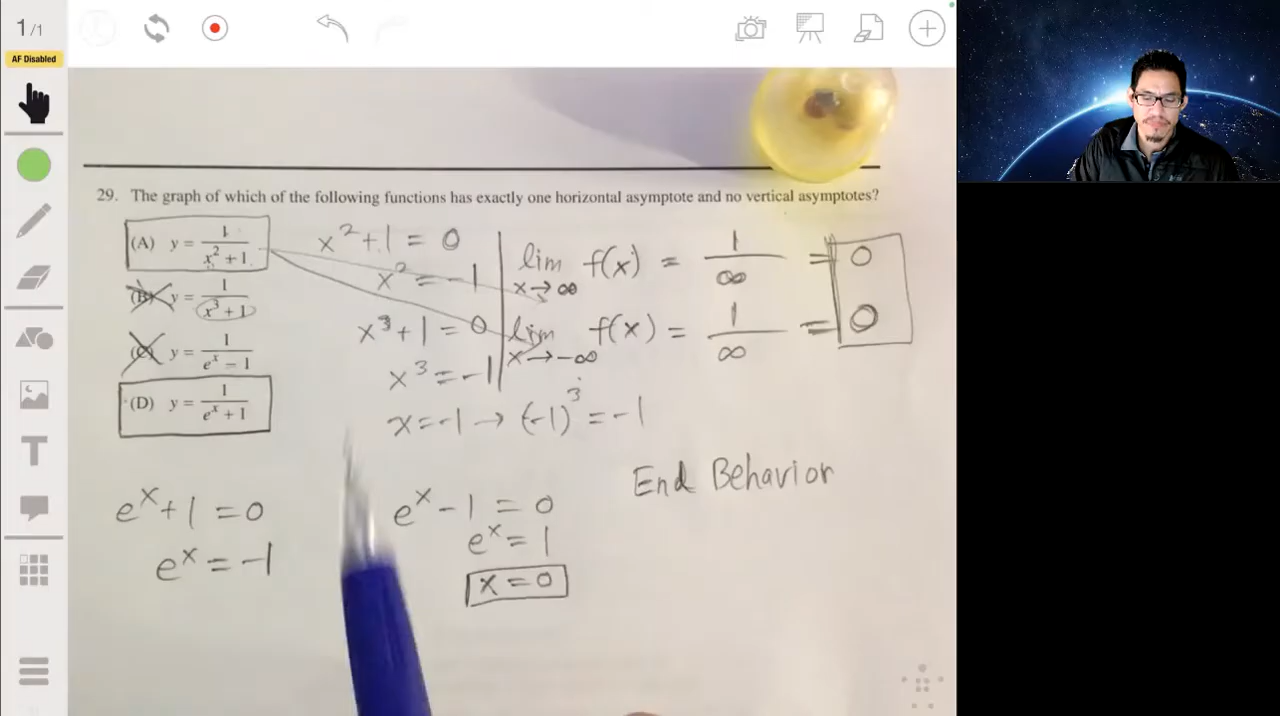 1/1
AF Disabled
29. The graph of which of the following functions has exactly one horizontal asymptote and no vertical asymptotes?
(A) y = 1/(x² + 1)
(B) y = 1/(x³ + 1)
(C) y = 1/(eˣ − 1)
(D) y = 1/(eˣ + 1)
x² + 1 = 0
x² = −1
x³ + 1 = 0
x³ = −1
x = −1 → (−1)³ = −1
lim x→∞ f(x) = 1/∞ = 0
lim x→−∞ f(x) = 1/∞ = 0
End Behavior
eˣ + 1 = 0
eˣ = −1
eˣ − 1 = 0
eˣ = 1
x = 0
T